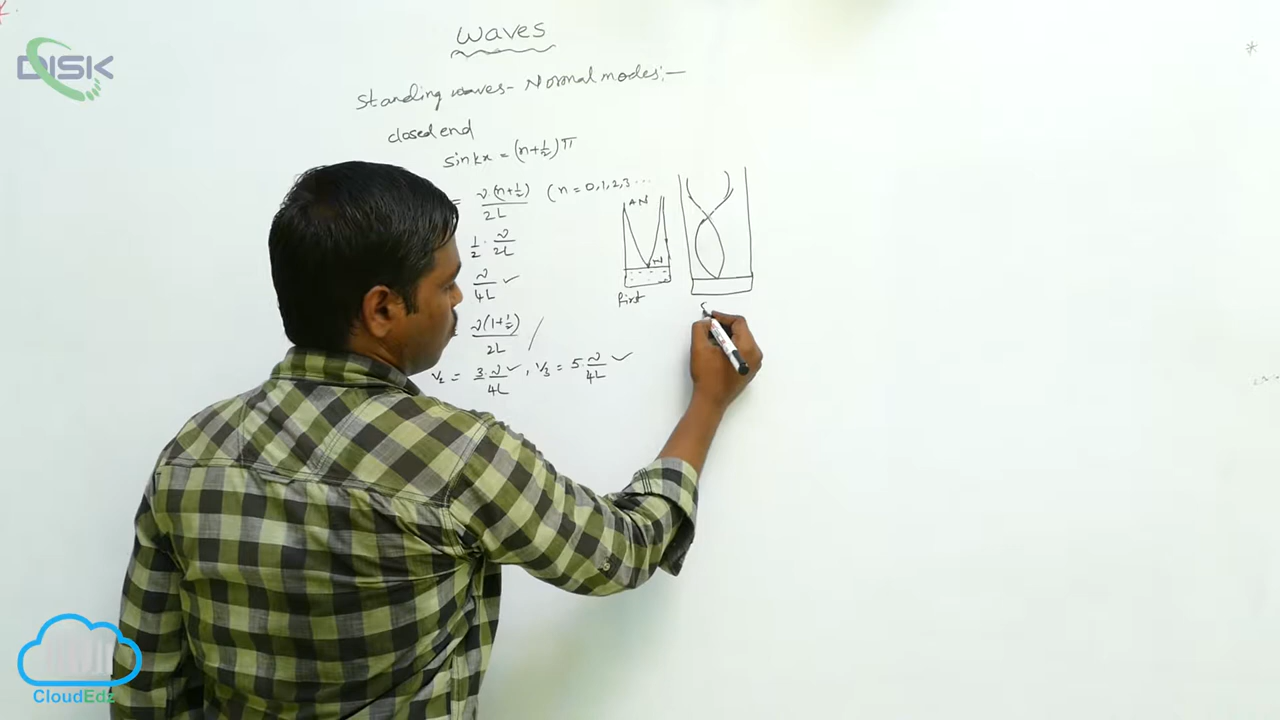 DISK
waves
Standing waves - Normal modes:-
closed end
sin kx = (n+1/2)π
= ν(n+1/2)/2L (n = 0,1,2,3 ...
1/2 · ν/2L
ν/4L ✓
ν(1+1/2)/2L /
ν2 = 3·ν/4L ✓, ν3 = 5·ν/4L ✓
AN
N
first
CloudEdz